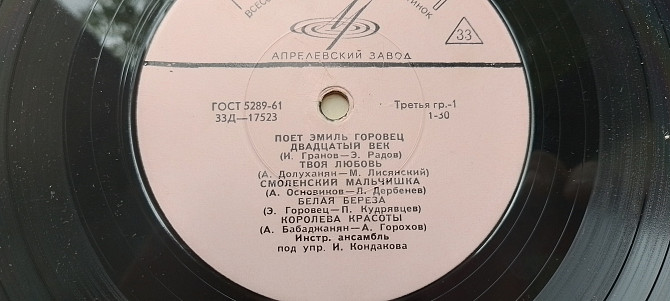 33
АПРЕЛЕВСКИЙ ЗАВОД
ГОСТ 5289-61
Третья гр.-1
33Д—17523
1-30
ПОЕТ ЭМИЛЬ ГОРОВЕЦ
ДВАДЦАТЫЙ ВЕК
(И. Гранов—Э. Радов)
ТВОЯ ЛЮБОВЬ
(А. Долуханян—М. Лисянский)
СМОЛЕНСКИЙ МАЛЬЧИШКА
(А. Основиков—Л. Дербенев)
БЕЛАЯ БЕРЕЗА
(Э. Горовец—П. Кудрявцев)
КОРОЛЕВА КРАСОТЫ
(А. Бабаджанян—А. Горохов)
Инстр. ансамбль
под упр. И. Кондакова